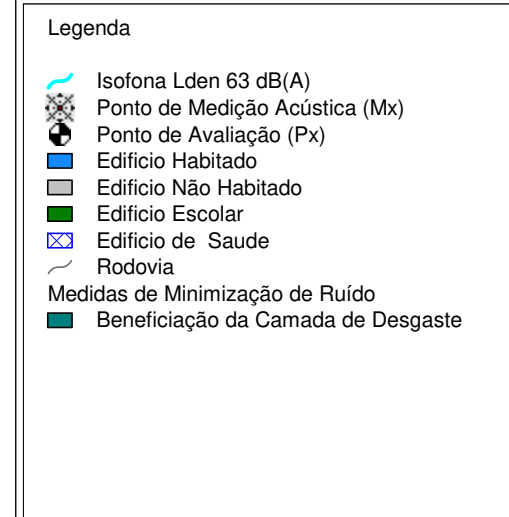 Legenda
Isofona Lden 63 dB(A)
Ponto de Medição Acústica (Mx)
Ponto de Avaliação (Px)
Edificio Habitado
Edificio Não Habitado
Edificio Escolar
Edificio de Saude
Rodovia
Medidas de Minimização de Ruído
Beneficiação da Camada de Desgaste